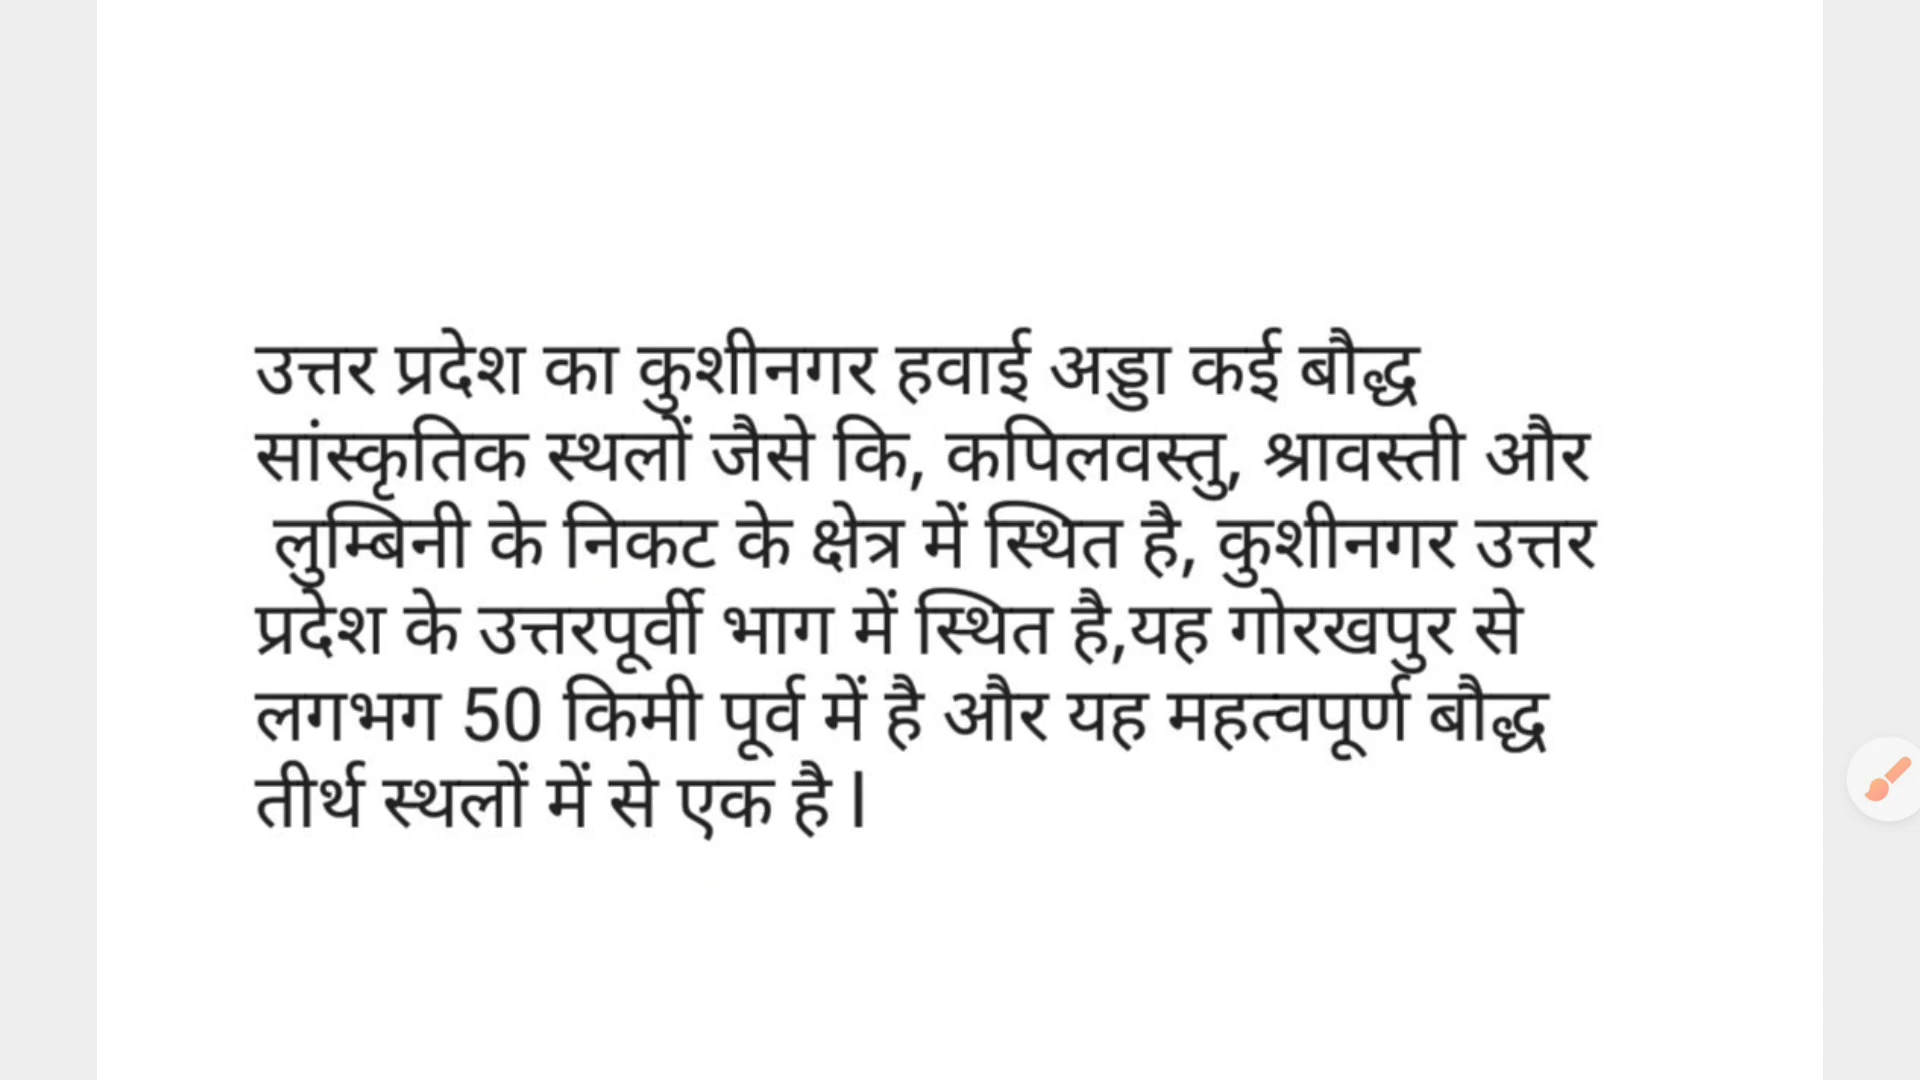 उत्तर प्रदेश का कुशीनगर हवाई अड्डा कई बौद्ध
सांस्कृतिक स्थलों जैसे कि, कपिलवस्तु, श्रावस्ती और
लुम्बिनी के निकट के क्षेत्र में स्थित है, कुशीनगर उत्तर
प्रदेश के उत्तरपूर्वी भाग में स्थित है,यह गोरखपुर से
लगभग 50 किमी पूर्व में है और यह महत्वपूर्ण बौद्ध
तीर्थ स्थलों में से एक है l